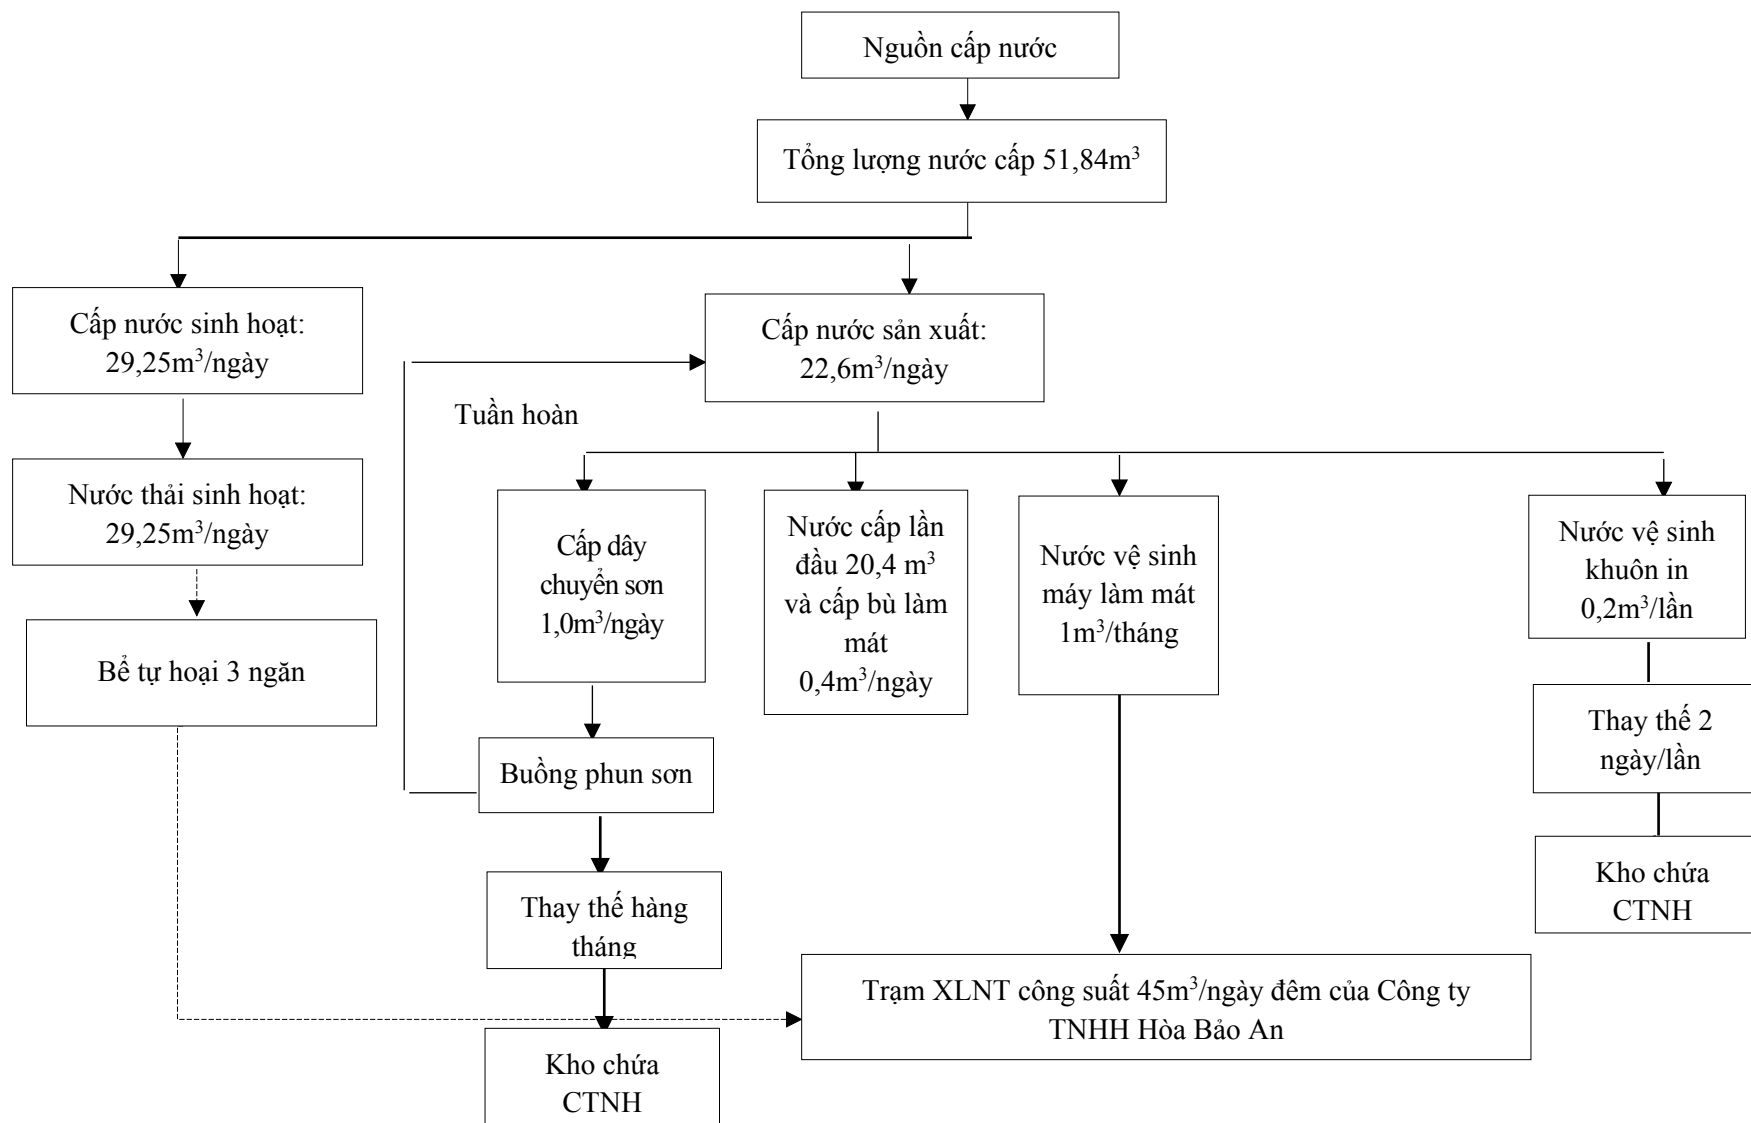 Nguồn cấp nước
Tổng lượng nước cấp 51,84m³
Cấp nước sinh hoạt:
29,25m³/ngày
Cấp nước sản xuất:
22,6m³/ngày
Tuần hoàn
Nước thải sinh hoạt:
29,25m³/ngày
Cấp dây
chuyển sơn
1,0m³/ngày
Nước cấp lần
đầu 20,4 m³
và cấp bù làm
mát
0,4m³/ngày
Nước vệ sinh
máy làm mát
1m³/tháng
Nước vệ sinh
khuôn in
0,2m³/lần
Bể tự hoại 3 ngăn
Buồng phun sơn
Thay thế 2
ngày/lần
Thay thế hàng
tháng
Kho chứa
CTNH
Trạm XLNT công suất 45m³/ngày đêm của Công ty
TNHH Hòa Bảo An
Kho chứa
CTNH